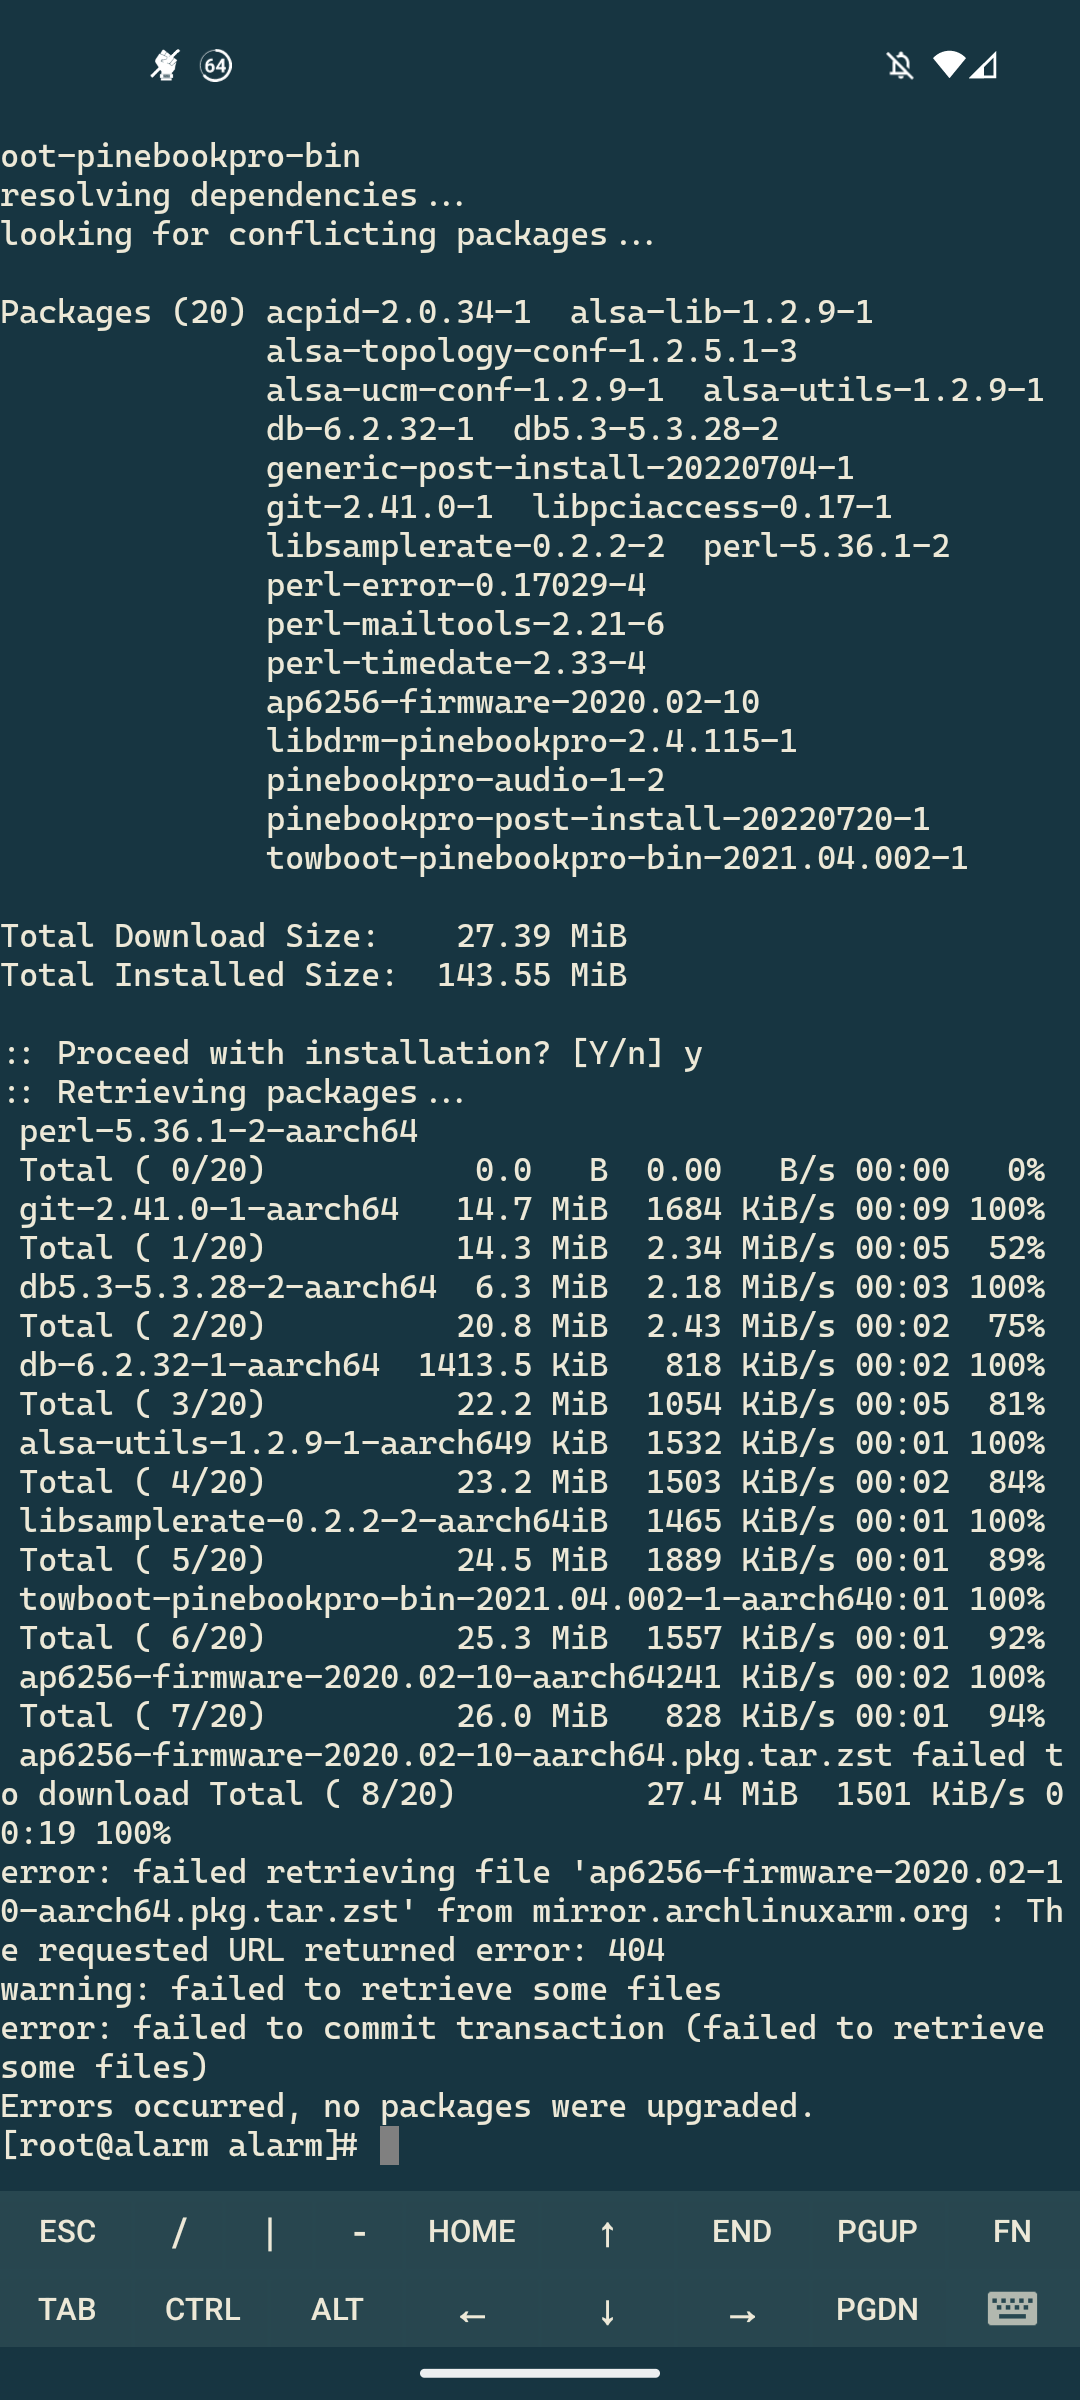 64
oot-pinebookpro-bin
resolving dependencies...
looking for conflicting packages...
Packages (20) acpid-2.0.34-1  alsa-lib-1.2.9-1
alsa-topology-conf-1.2.5.1-3
alsa-ucm-conf-1.2.9-1  alsa-utils-1.2.9-1
db-6.2.32-1  db5.3-5.3.28-2
generic-post-install-20220704-1
git-2.41.0-1  libpciaccess-0.17-1
libsamplerate-0.2.2-2  perl-5.36.1-2
perl-error-0.17029-4
perl-mailtools-2.21-6
perl-timedate-2.33-4
ap6256-firmware-2020.02-10
libdrm-pinebookpro-2.4.115-1
pinebookpro-audio-1-2
pinebookpro-post-install-20220720-1
towboot-pinebookpro-bin-2021.04.002-1
Total Download Size:    27.39 MiB
Total Installed Size:  143.55 MiB
:: Proceed with installation? [Y/n] y
:: Retrieving packages...
perl-5.36.1-2-aarch64
Total ( 0/20)           0.0   B  0.00   B/s 00:00   0%
git-2.41.0-1-aarch64   14.7 MiB  1684 KiB/s 00:09 100%
Total ( 1/20)          14.3 MiB  2.34 MiB/s 00:05  52%
db5.3-5.3.28-2-aarch64  6.3 MiB  2.18 MiB/s 00:03 100%
Total ( 2/20)          20.8 MiB  2.43 MiB/s 00:02  75%
db-6.2.32-1-aarch64  1413.5 KiB   818 KiB/s 00:02 100%
Total ( 3/20)          22.2 MiB  1054 KiB/s 00:05  81%
alsa-utils-1.2.9-1-aarch649 KiB  1532 KiB/s 00:01 100%
Total ( 4/20)          23.2 MiB  1503 KiB/s 00:02  84%
libsamplerate-0.2.2-2-aarch64iB  1465 KiB/s 00:01 100%
Total ( 5/20)          24.5 MiB  1889 KiB/s 00:01  89%
towboot-pinebookpro-bin-2021.04.002-1-aarch640:01 100%
Total ( 6/20)          25.3 MiB  1557 KiB/s 00:01  92%
ap6256-firmware-2020.02-10-aarch64241 KiB/s 00:02 100%
Total ( 7/20)          26.0 MiB   828 KiB/s 00:01  94%
ap6256-firmware-2020.02-10-aarch64.pkg.tar.zst failed t
o download Total ( 8/20)          27.4 MiB  1501 KiB/s 0
0:19 100%
error: failed retrieving file 'ap6256-firmware-2020.02-1
0-aarch64.pkg.tar.zst' from mirror.archlinuxarm.org : Th
e requested URL returned error: 404
warning: failed to retrieve some files
error: failed to commit transaction (failed to retrieve
some files)
Errors occurred, no packages were upgraded.
[root@alarm alarm]#
ESC / | - HOME ↑ END PGUP FN
TAB CTRL ALT ← ↓ → PGDN